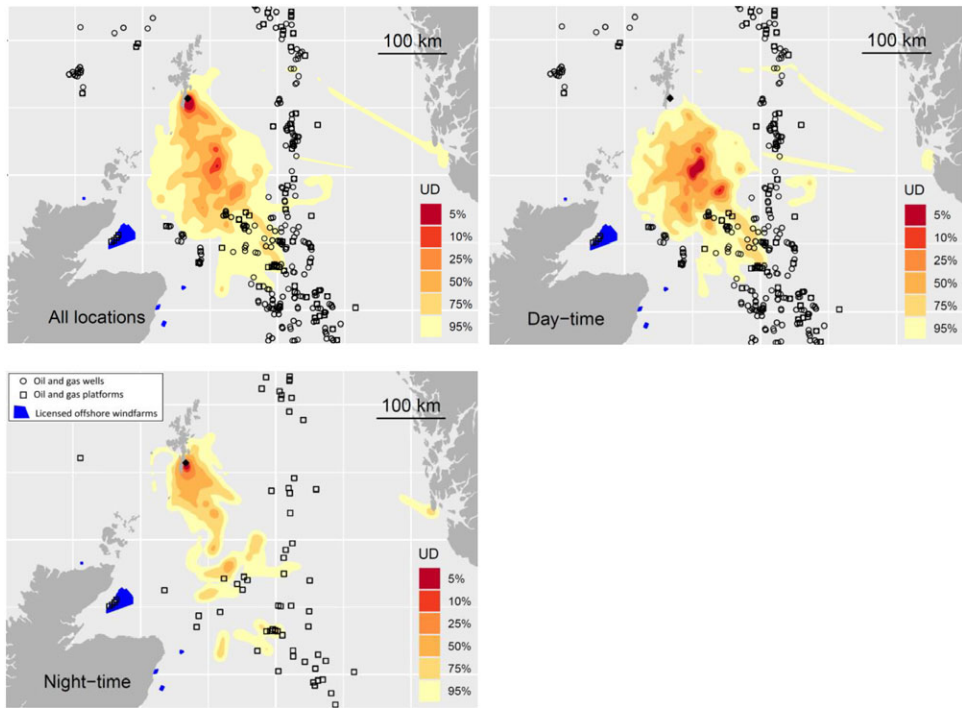 100 km
UD
5%
10%
25%
50%
75%
95%
All locations
100 km
UD
5%
10%
25%
50%
75%
95%
Day−time
Oil and gas wells
Oil and gas platforms
Licensed offshore windfarms
100 km
UD
5%
10%
25%
50%
75%
95%
Night−time